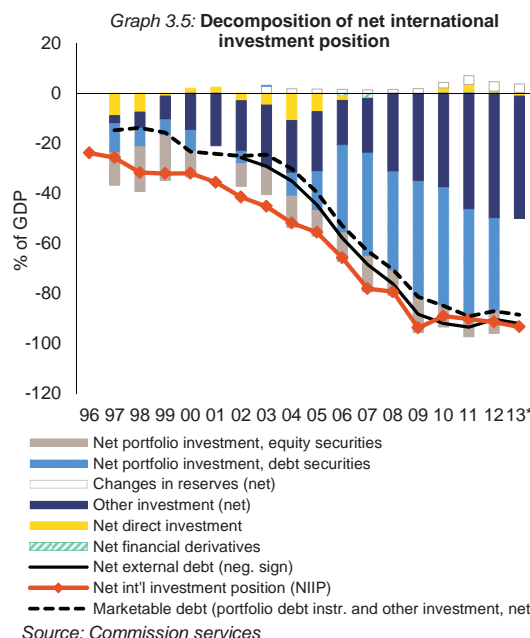 Graph 3.5: Decomposition of net international
investment position
20
0
-20
-40
-60
-80
-100
-120
% of GDP
96 97 98 99 00 01 02 03 04 05 06 07 08 09 10 11 12 13*
Net portfolio investment, equity securities
Net portfolio investment, debt securities
Changes in reserves (net)
Other investment (net)
Net direct investment
Net financial derivatives
Net external debt (neg. sign)
Net int'l investment position (NIIP)
Marketable debt (portfolio debt instr. and other investment, net
Source: Commission services